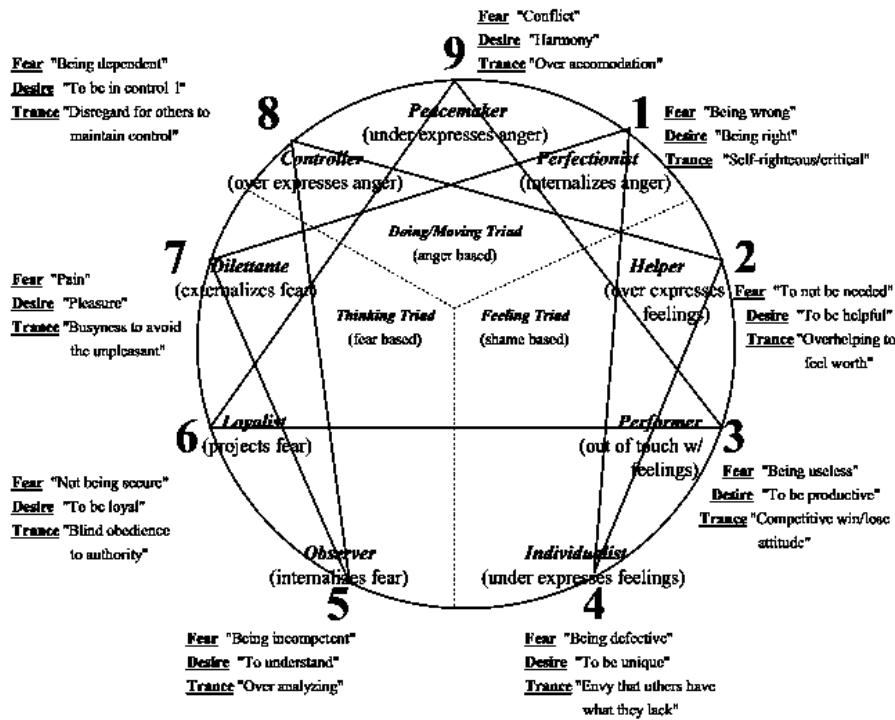 9
Fear "Conflict"
Desire "Harmony"
Trance "Over accomodation"
Peacemaker
(under expresses anger)
8
Fear "Being dependent"
Desire "To be in control !"
Trance "Disregard for others to
maintain control"
Controller
(over expresses anger)
1
Fear "Being wrong"
Desire "Being right"
Trance "Self-righteous/critical"
Perfectionist
(internalizes anger)
Doing/Moving Triad
(anger based)
7
Fear "Pain"
Desire "Pleasure"
Trance "Busyness to avoid
the unpleasant"
Dilettante
(externalizes fear)
2
Fear "To not be needed"
Desire "To be helpful"
Trance "Overhelping to
feel worth"
Helper
(over expresses
feelings)
Thinking Triad
(fear based)
Feeling Triad
(shame based)
6
Fear "Not being secure"
Desire "To be loyal"
Trance "Blind obedience
to authority"
Loyalist
(projects fear)
3
Fear "Being useless"
Desire "To be productive"
Trance "Competitive win/lose
attitude"
Performer
(out of touch w/
feelings)
Observer
(internalizes fear)
5
Fear "Being incompetent"
Desire "To understand"
Trance "Over analyzing"
Individualist
(under expresses feelings)
4
Fear "Being defective"
Desire "To be unique"
Trance "Envy that others have
what they lack"